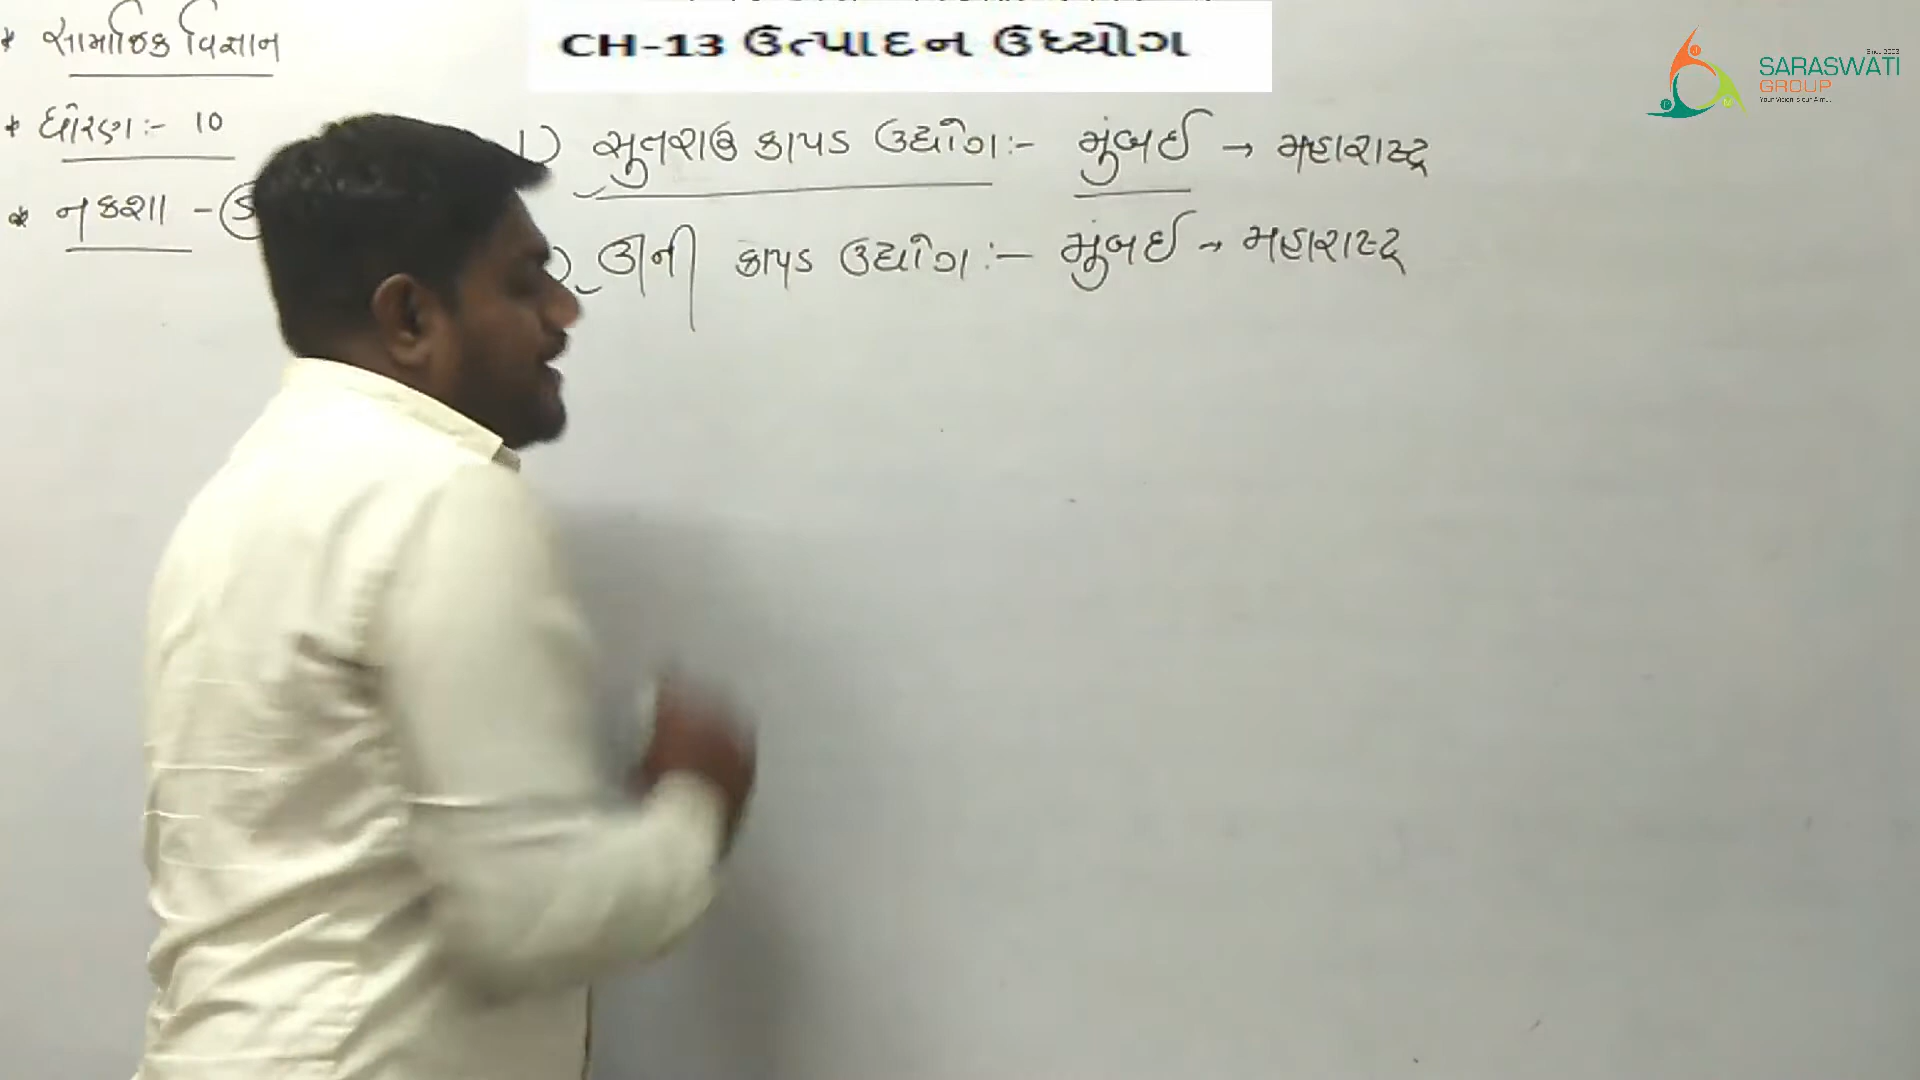 * સામાજિક વિજ્ઞાન
* ધોરણ:- 10
* નકશા -
CH-13 ઉત્પાદન ઉધ્યોગ
1) સુતરાઉ કાપડ ઉદ્યોગ:- મુંબઈ → મહારાષ્ટ્ર
) ઊની કાપડ ઉદ્યોગ:- મુંબઈ → મહારાષ્ટ્ર
SARASWATI
GROUP